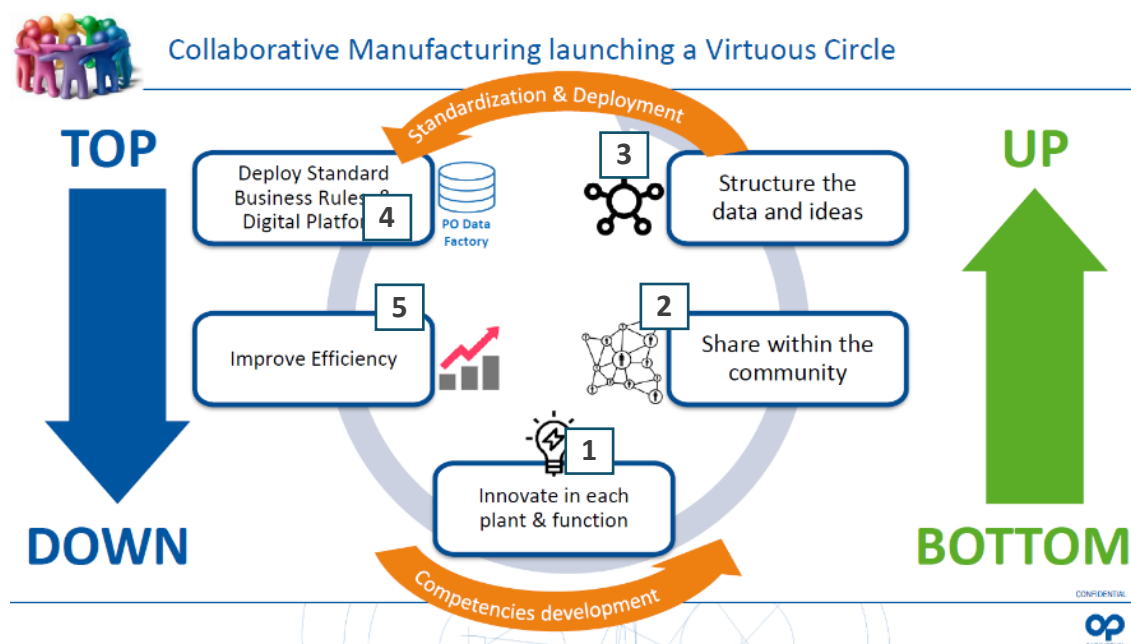 Collaborative Manufacturing launching a Virtuous Circle
Standardization & Deployment
TOP
DOWN
UP
BOTTOM
1
Innovate in each
plant & function
2
Share within the
community
3
Structure the
data and ideas
4
Deploy Standard
Business Rules &
Digital Platfor
PO Data
Factory
5
Improve Efficiency
Competencies development
CONFIDENTIAL
op